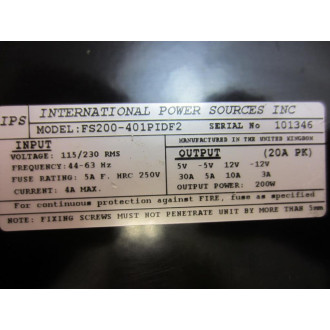 IPS INTERNATIONAL POWER SOURCES INC
MODEL:FS200-401PIDF2 SERIAL No 101346
MANUFACTURED IN THE UNITED KINGDOM
INPUT
VOLTAGE: 115/230 RMS
FREQUENCY:44-63 Hz
FUSE RATING: 5A F. HRC 250V
CURRENT: 4A MAX.
OUTPUT (20A PK)
5V -5V 12V -12V
30A 5A 10A 3A
OUTPUT POWER: 200W
For continuous protection against FIRE, fuse as specified
NOTE: FIXING SCREWS MUST NOT PENETRATE UNIT BY MORE THAN 5mm